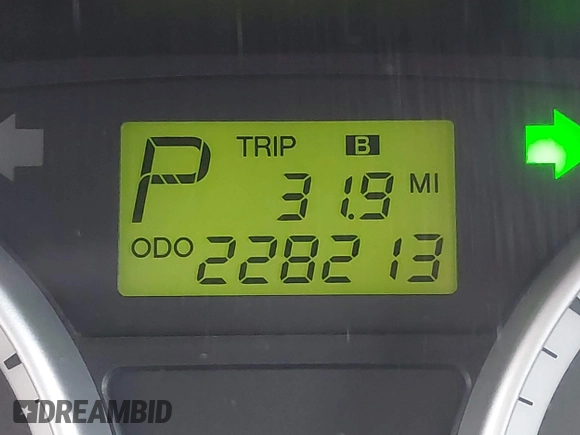 P TRIP B
31.9 MI
ODO 228213
DREAMBID